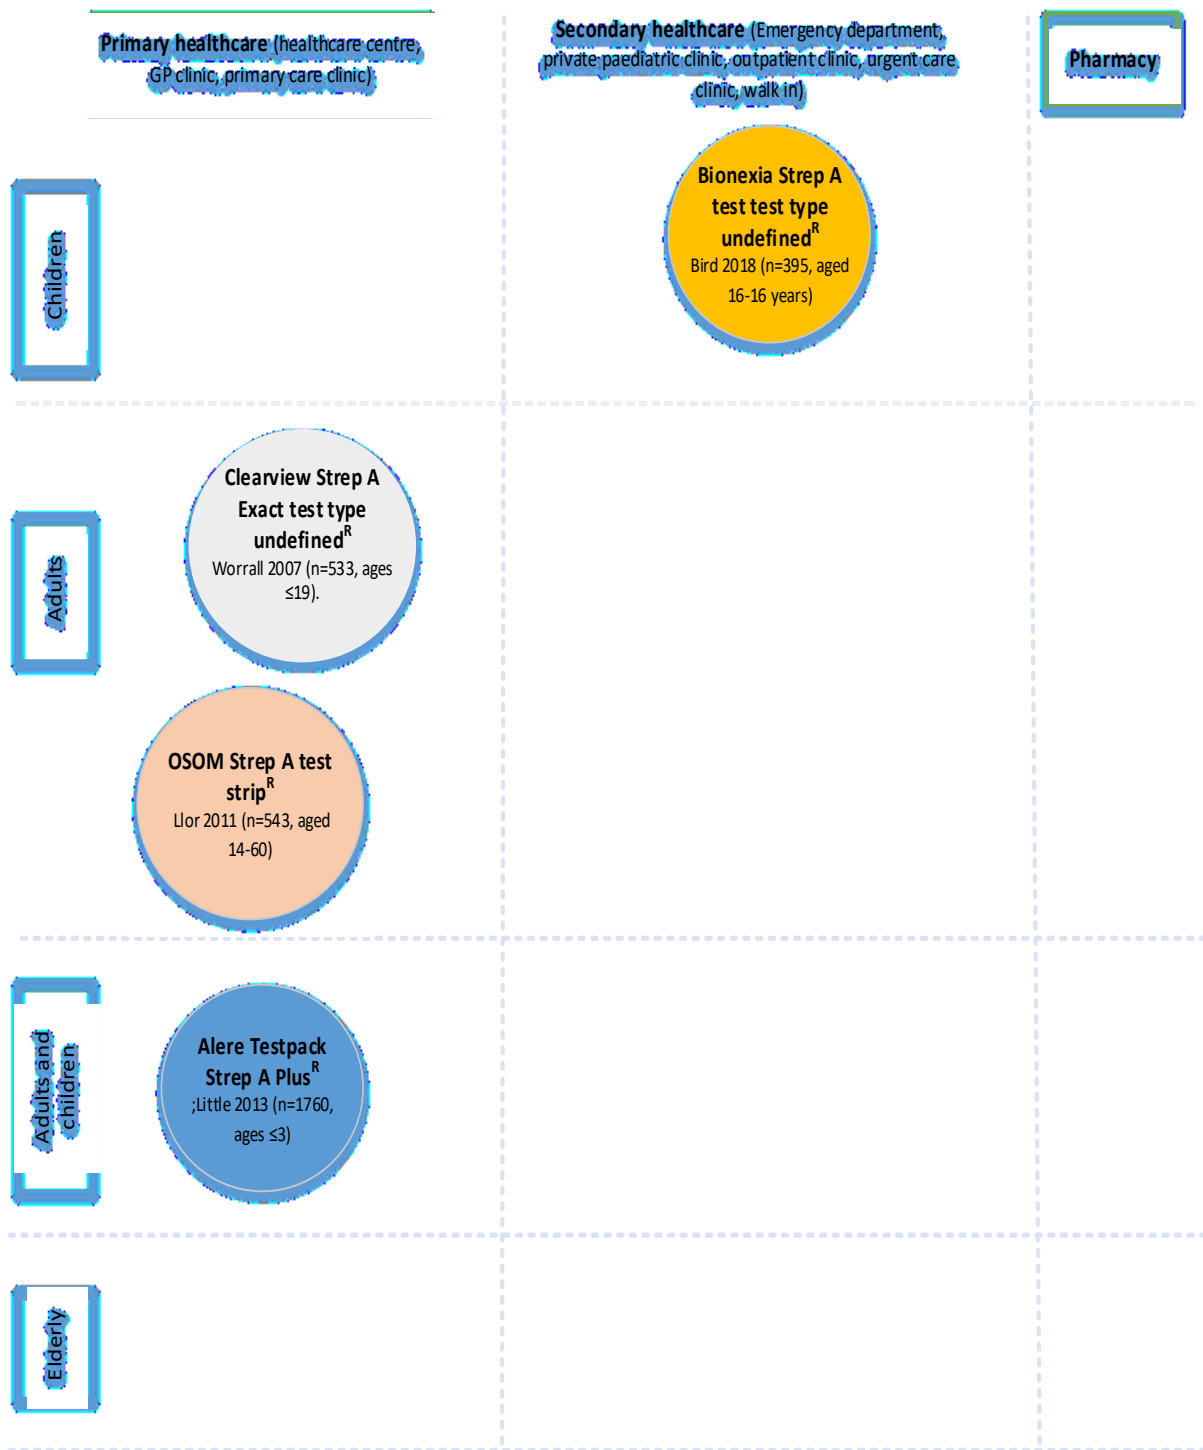 Primary healthcare (healthcare centre,
GP clinic, primary care clinic)
Secondary healthcare (Emergency department,
private paediatric clinic, outpatient clinic, urgent care
clinic, walk in)
Pharmacy
Children
Bionexia Strep A
test test type
undefinedR
Bird 2018 (n=395, aged
16-16 years)
Adults
Clearview Strep A
Exact test type
undefinedR
Worrall 2007 (n=533, ages
≤19).
OSOM Strep A test
stripR
Llor 2011 (n=543, aged
14-60)
Adults and
children
Alere Testpack
Strep A PlusR
;Little 2013 (n=1760,
ages ≤3)
Elderly